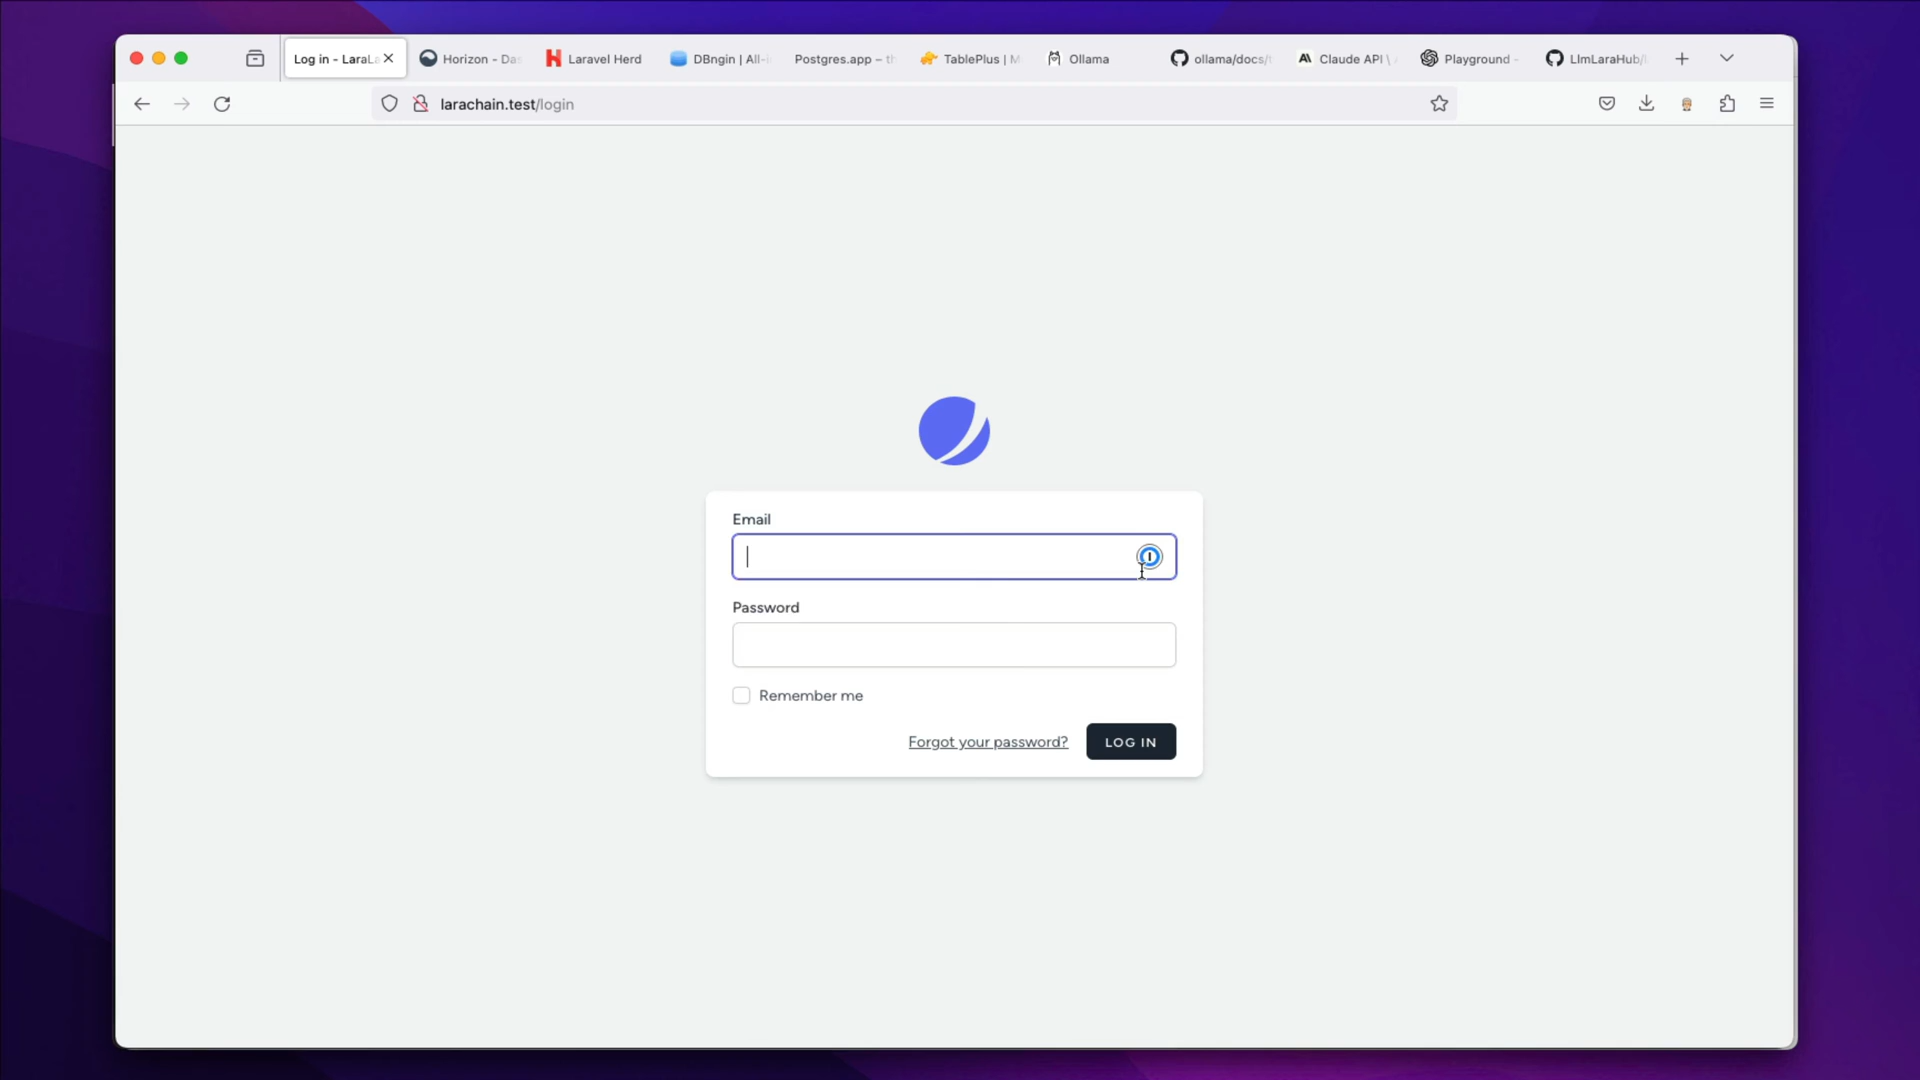 Log in - LaraLa
Horizon - Da
Laravel Herd
DBngin | All-i
Postgres.app – t
TablePlus | M
Ollama
ollama/docs/
Claude API \
Playground -
LlmLaraHub/
larachain.test/login
Email
Password
Remember me
Forgot your password?
LOG IN